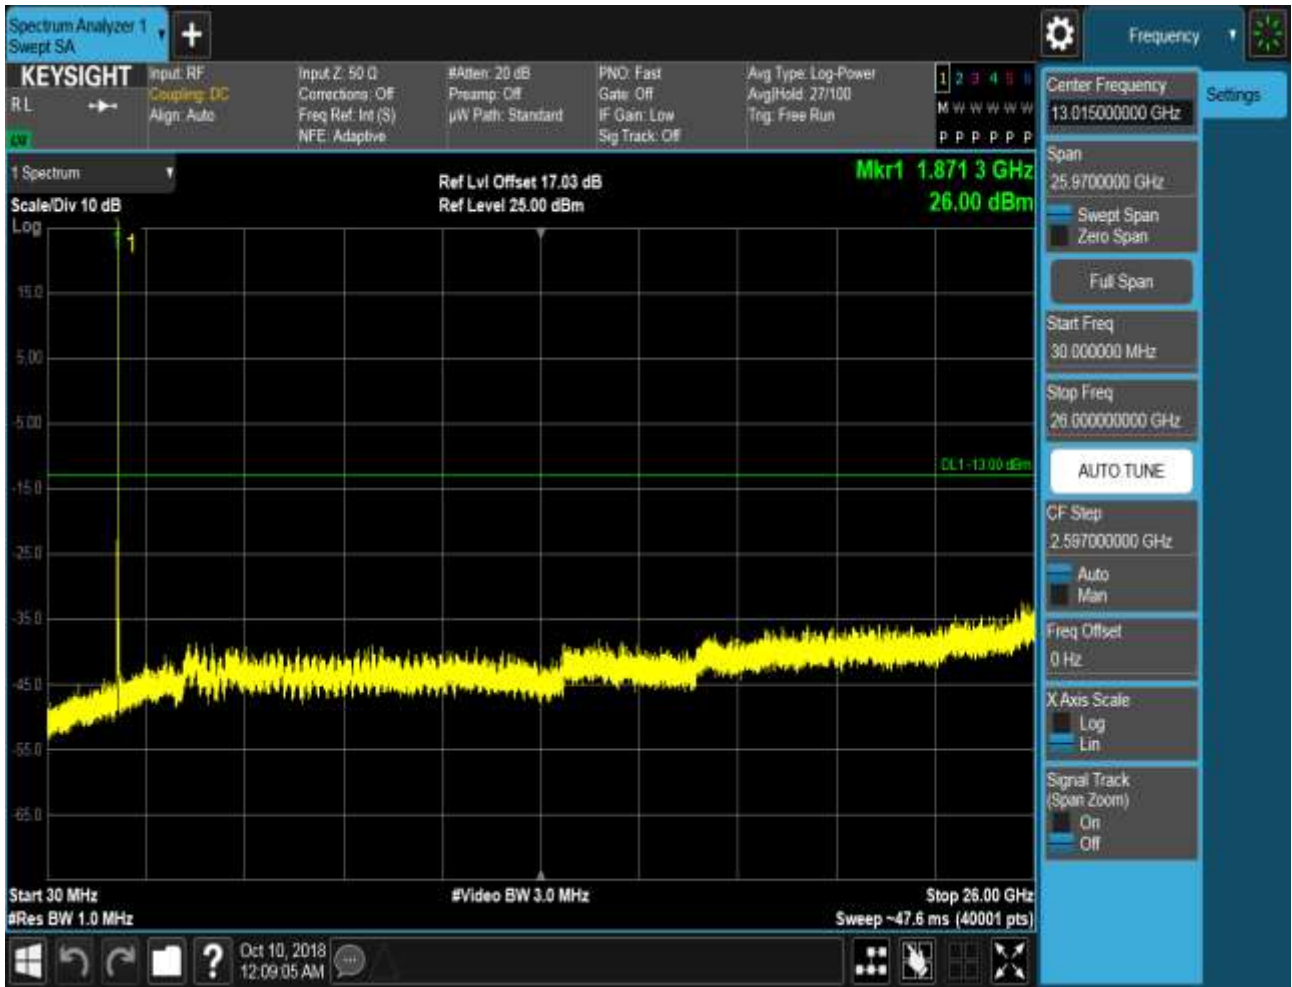 Spectrum Analyzer 1
Swept SA
+
Frequency
KEYSIGHT
R L
Input: RF
Coupling: DC
Align: Auto
Input Z: 50 Ω
Corrections: Off
Freq Ref: Int (S)
NFE: Adaptive
#Atten: 20 dB
Preamp: Off
µW Path: Standard
PNO: Fast
Gate: Off
IF Gain: Low
Sig Track: Off
Avg Type: Log-Power
Avg|Hold: 27/100
Trig: Free Run
1 2 3 4 5 6
M W W W W W
P P P P P P
1 Spectrum
Scale/Div 10 dB
Log
Ref Lvl Offset 17.03 dB
Ref Level 25.00 dBm
Mkr1 1.871 3 GHz
26.00 dBm
1
15.0
5.00
-5.00
DL1 -13.00 dBm
-15.0
-25.0
-35.0
-45.0
-55.0
-65.0
Start 30 MHz
#Res BW 1.0 MHz
#Video BW 3.0 MHz
Stop 26.00 GHz
Sweep ~47.6 ms (40001 pts)
Oct 10, 2018
12:09:05 AM
?
Center Frequency
13.015000000 GHz
Settings
Span
25.9700000 GHz
Swept Span
Zero Span
Full Span
Start Freq
30.000000 MHz
Stop Freq
26.000000000 GHz
AUTO TUNE
CF Step
2.597000000 GHz
Auto
Man
Freq Offset
0 Hz
X Axis Scale
Log
Lin
Signal Track
(Span Zoom)
On
Off